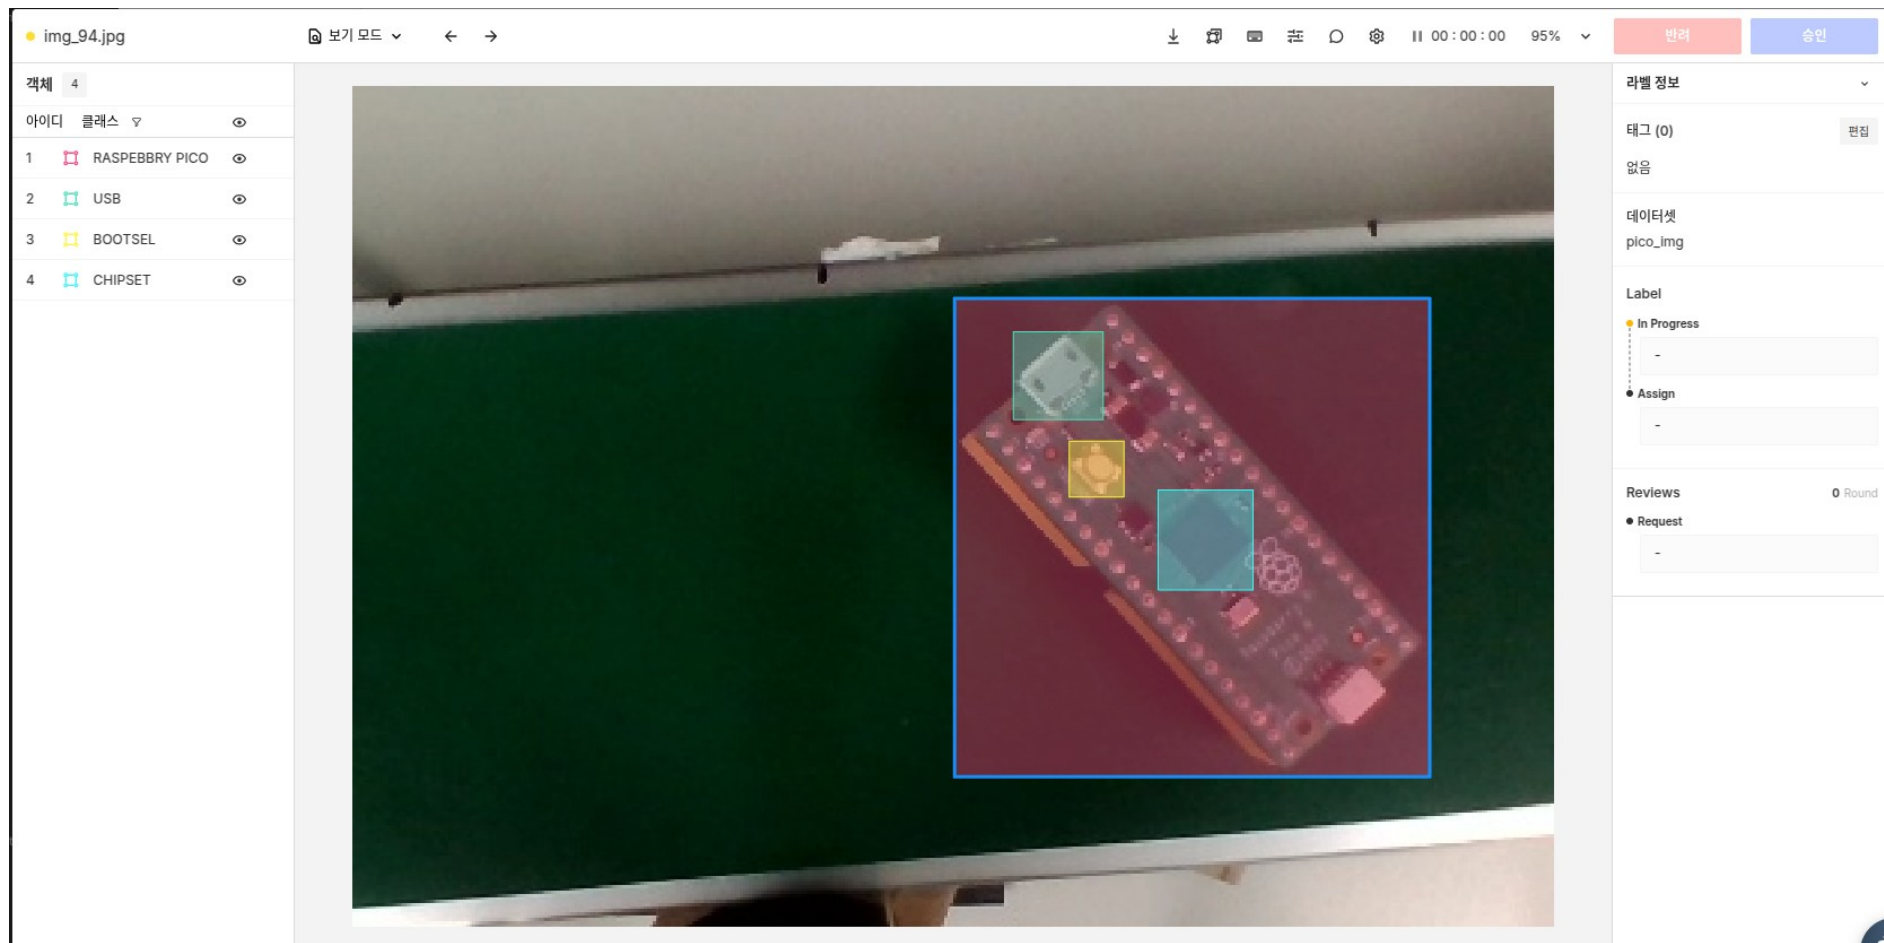 img_94.jpg
보기 모드
00 : 00 : 00
95%
반려
승인
객체 4
아이디 클래스
1 RASPEBBRY PICO
2 USB
3 BOOTSEL
4 CHIPSET
라벨 정보
태그 (0)
편집
없음
데이터셋
pico_img
Label
In Progress
-
Assign
-
Reviews
0 Round
Request
-